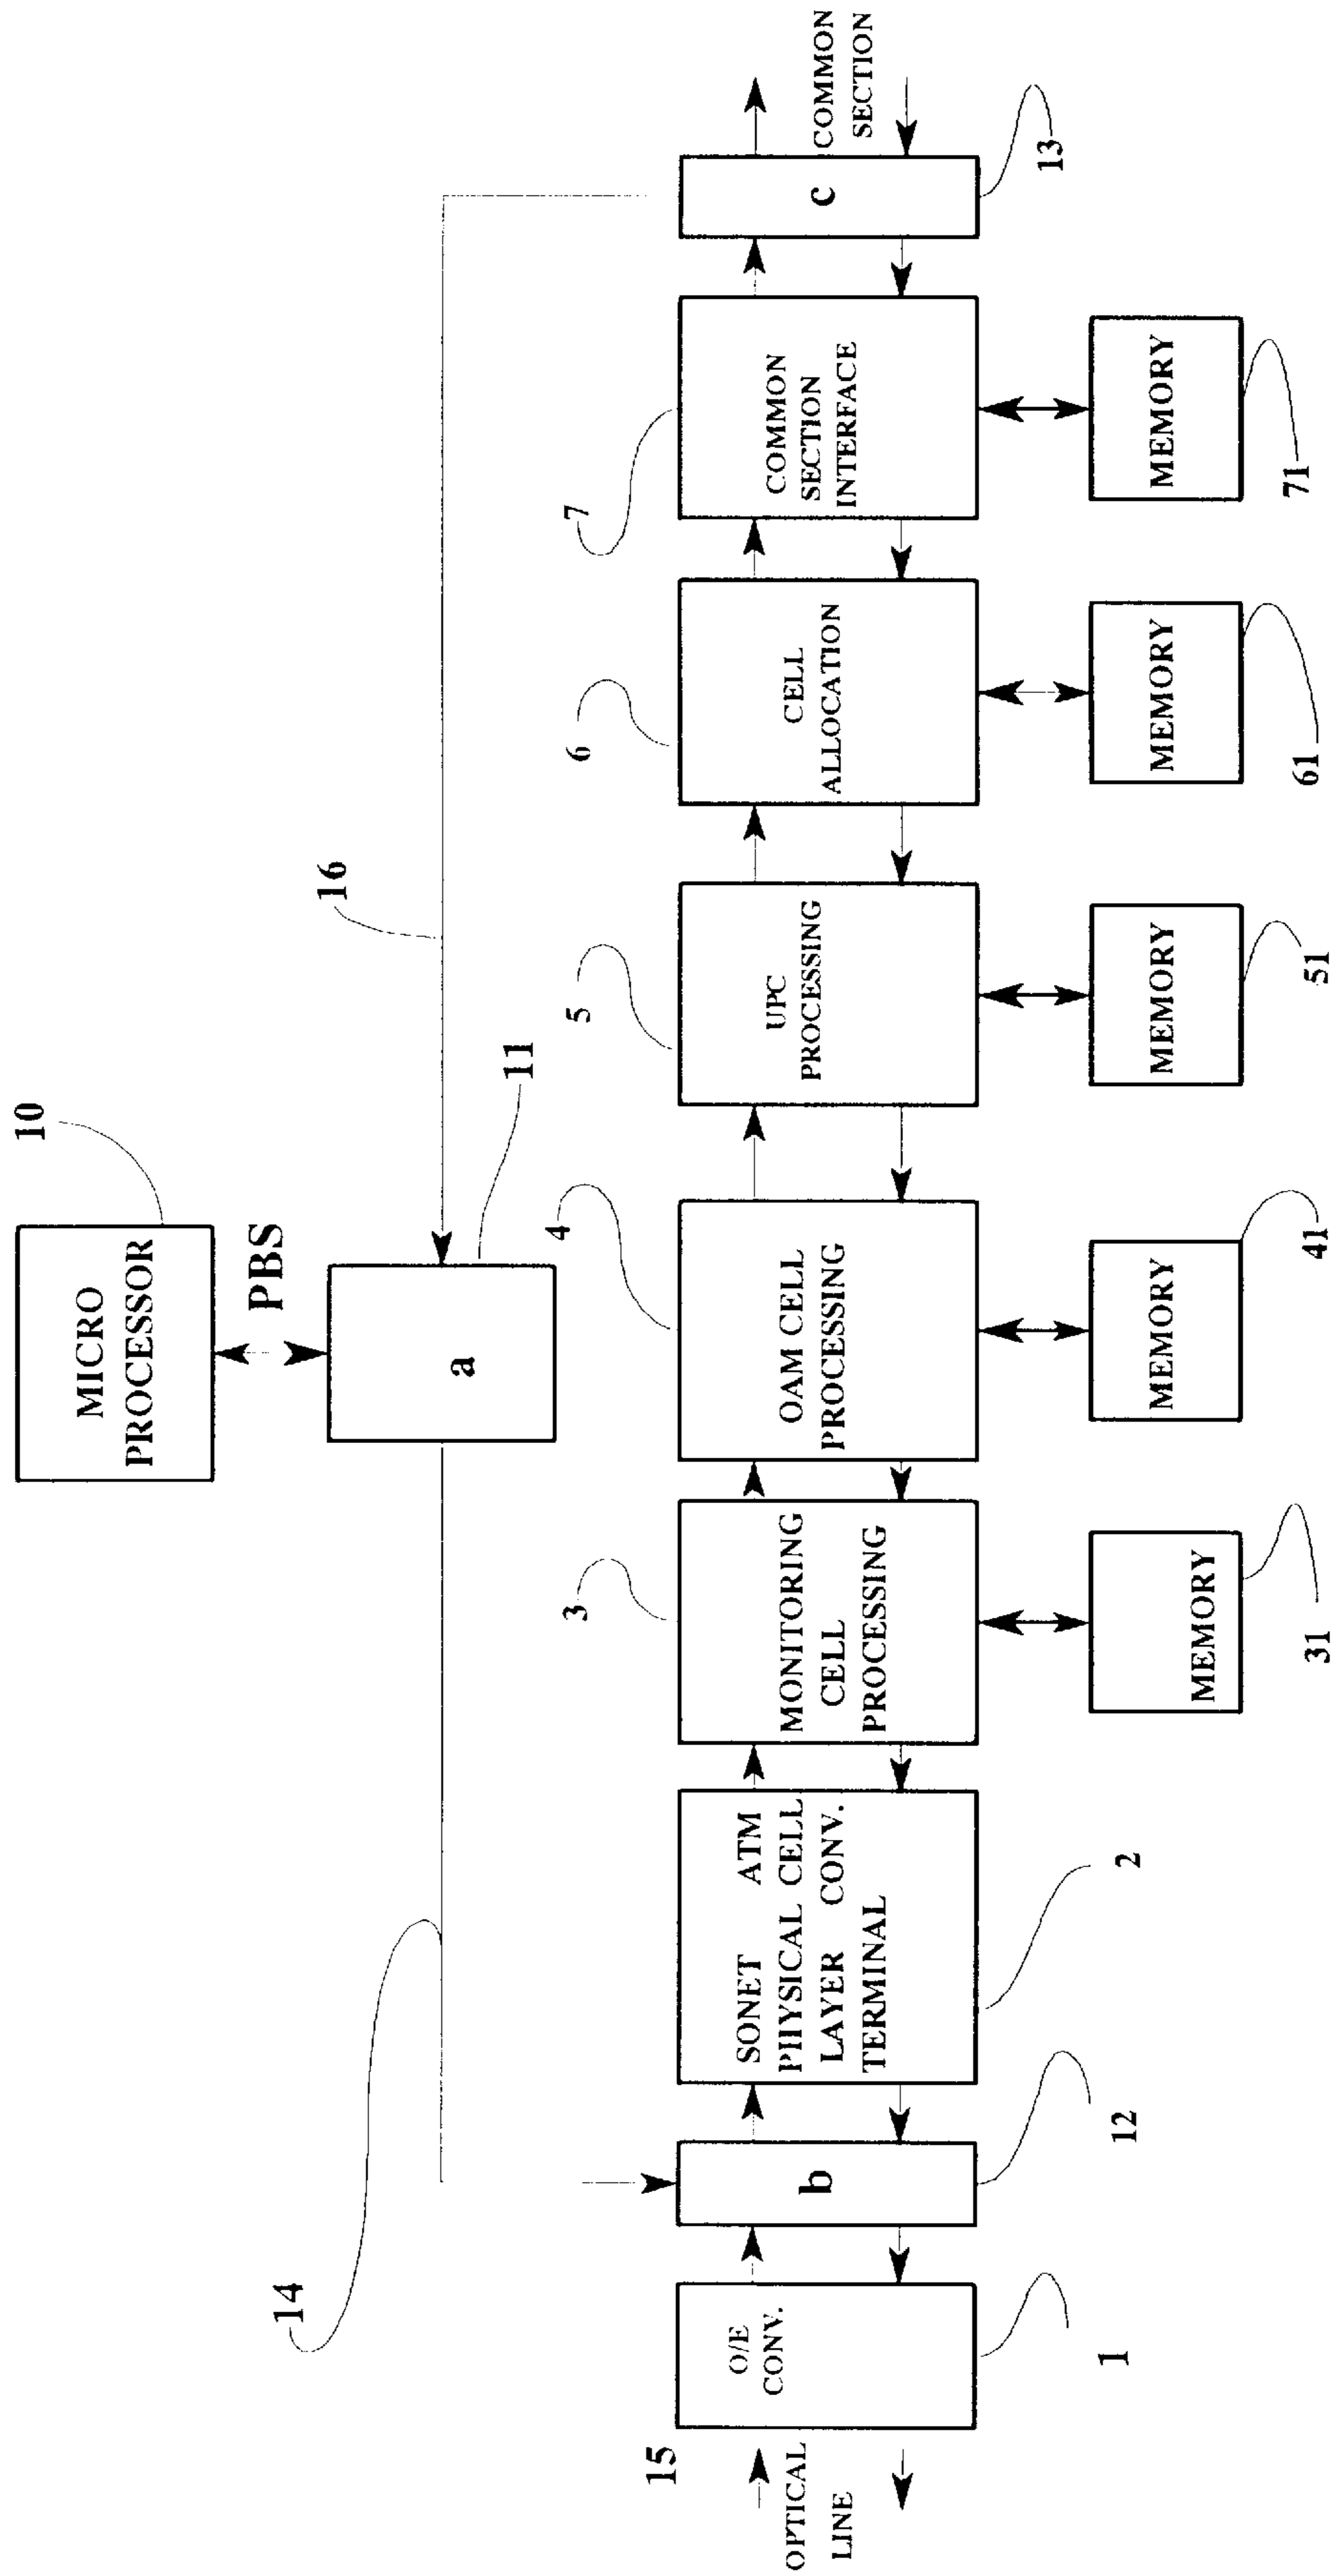 10
MICRO
PROCESSOR
PBS
11
a
14
16
15
OPTICAL
LINE
O/E
CONV.
1
b
12
SONET ATM
PHYSICAL CELL
LAYER CONV.
TERMINAL
2
3
MONITORING
CELL
PROCESSING
4
OAM CELL
PROCESSING
5
UPC
PROCESSING
6
CELL
ALLOCATION
7
COMMON
SECTION
INTERFACE
c
13
COMMON
SECTION
MEMORY
31
MEMORY
41
MEMORY
51
MEMORY
61
MEMORY
71